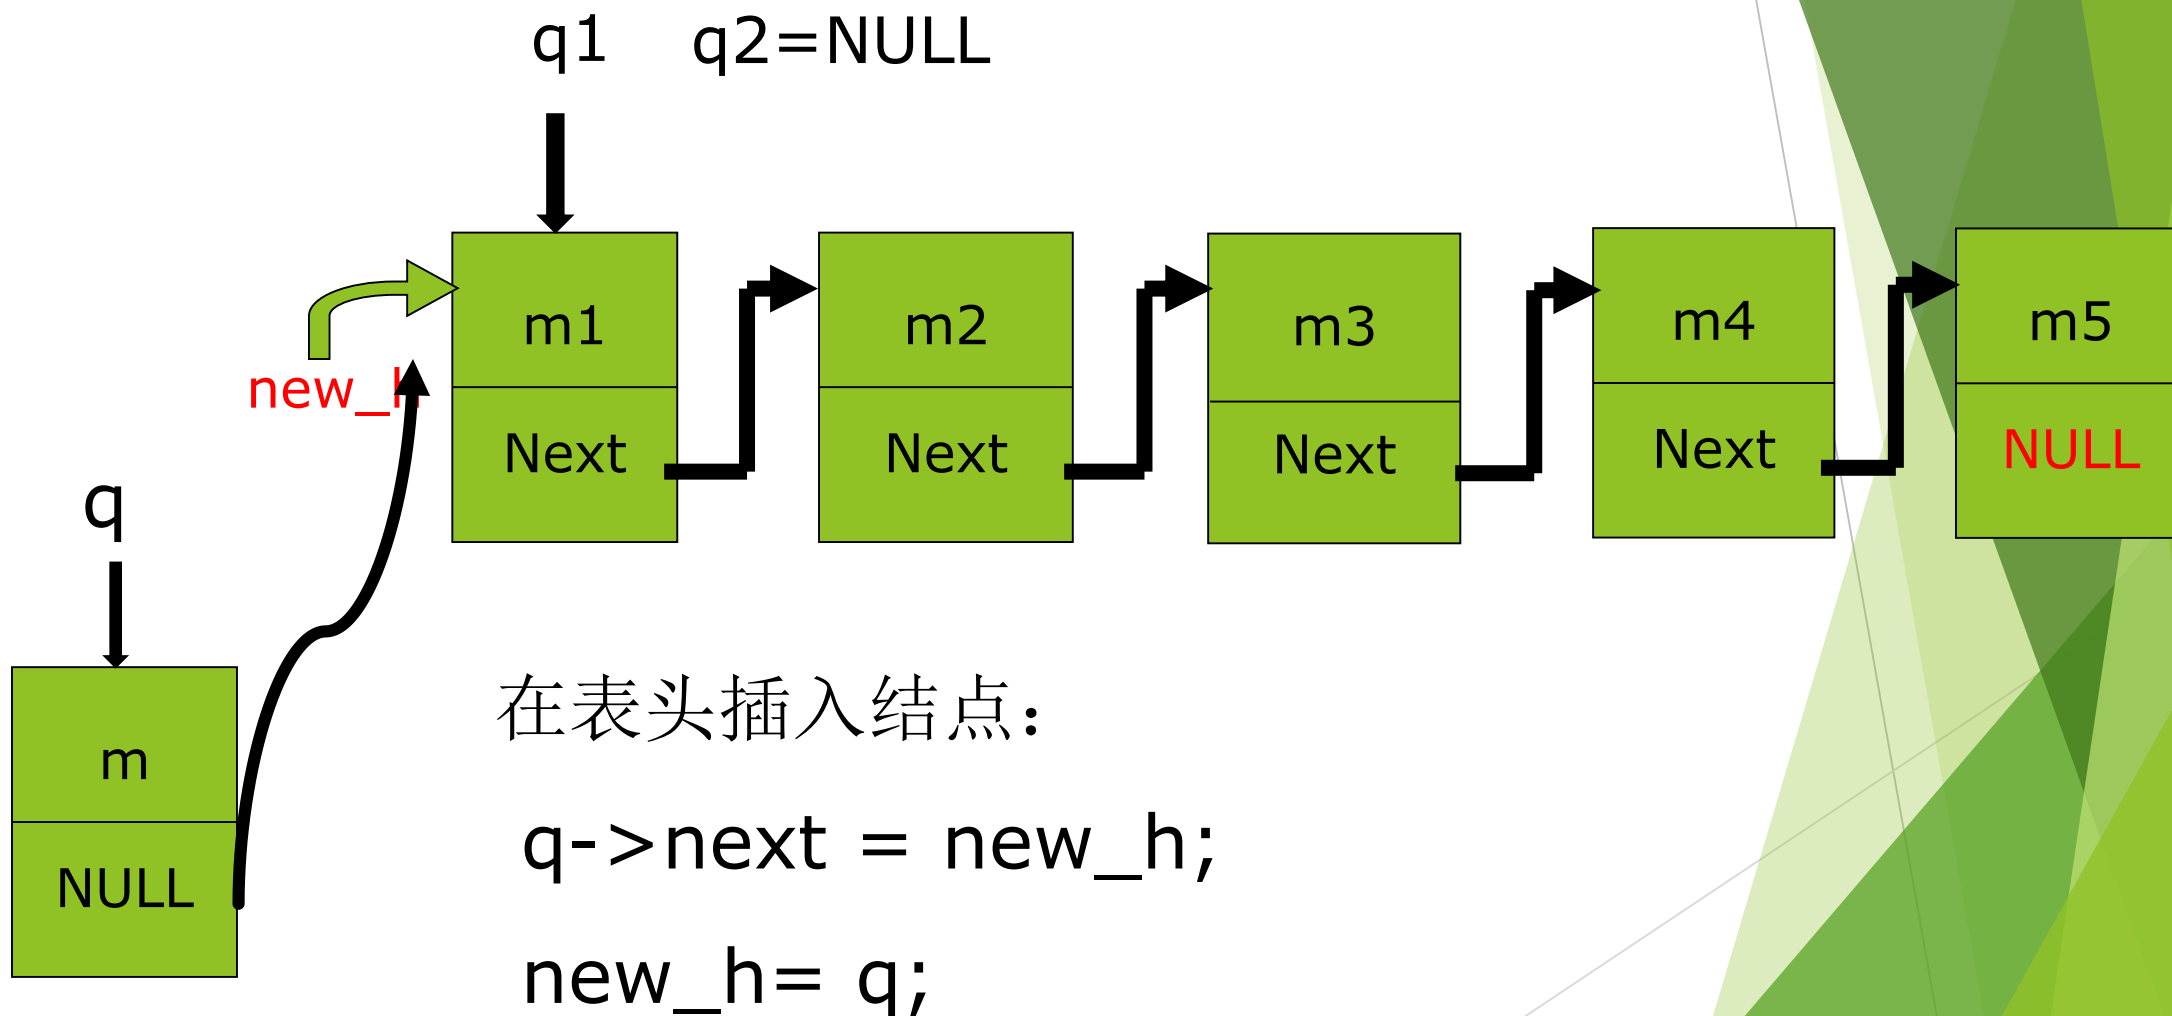 q1 q2=NULL
m1 m2 m3 m4 m5
new_h
Next Next Next Next NULL
q
在表头插入结点：
m
q->next = new_h;
NULL
new_h= q;